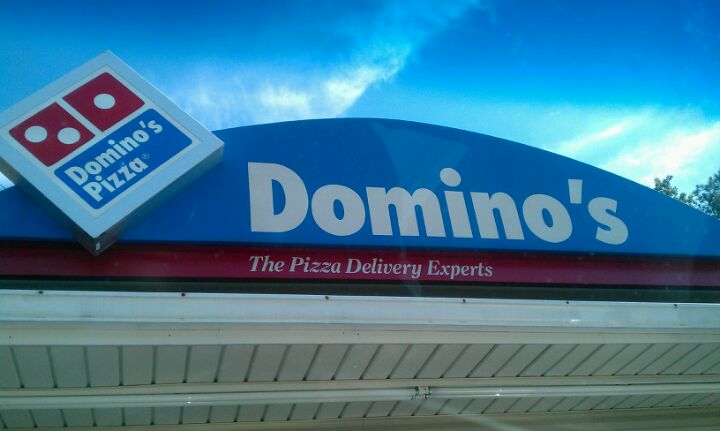 Domino's
Pizza®
Domino's
The Pizza Delivery Experts